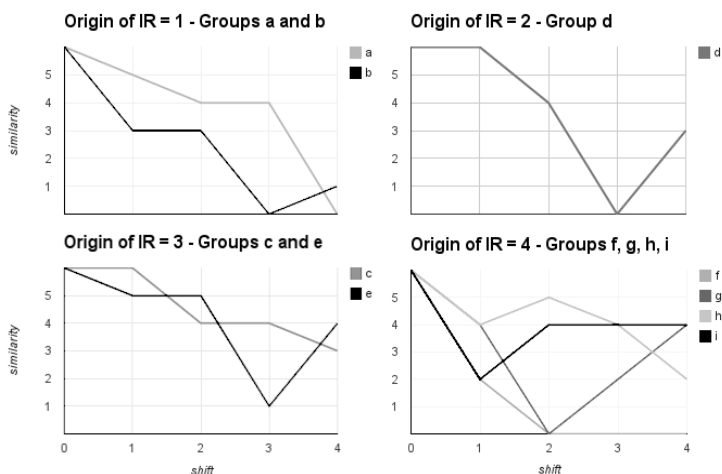 Origin of IR = 1 - Groups a and b
a
b
5
4
3
2
1
similarity
Origin of IR = 2 - Group d
d
5
4
3
2
1
Origin of IR = 3 - Groups c and e
c
e
5
4
3
2
1
similarity
0
1
2
3
4
shift
Origin of IR = 4 - Groups f, g, h, i
f
g
h
i
5
4
3
2
1
0
1
2
3
4
shift